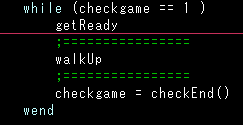 while (checkgame == 1 )
getReady
;===============
walkUp
;===============
checkgame = checkEnd()
wend